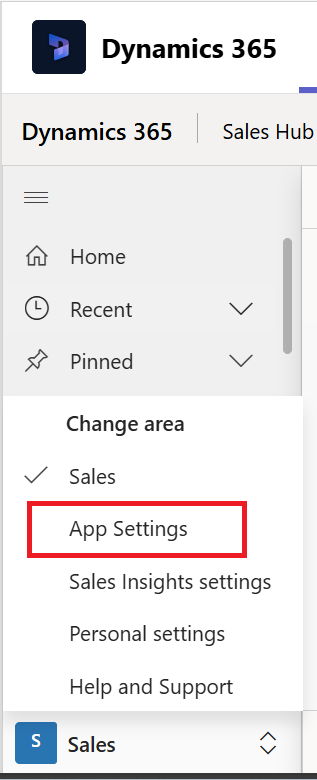 Dynamics 365
Dynamics 365 Sales Hub
Home
Recent
Pinned
Change area
Sales
App Settings
Sales Insights settings
Personal settings
Help and Support
S Sales